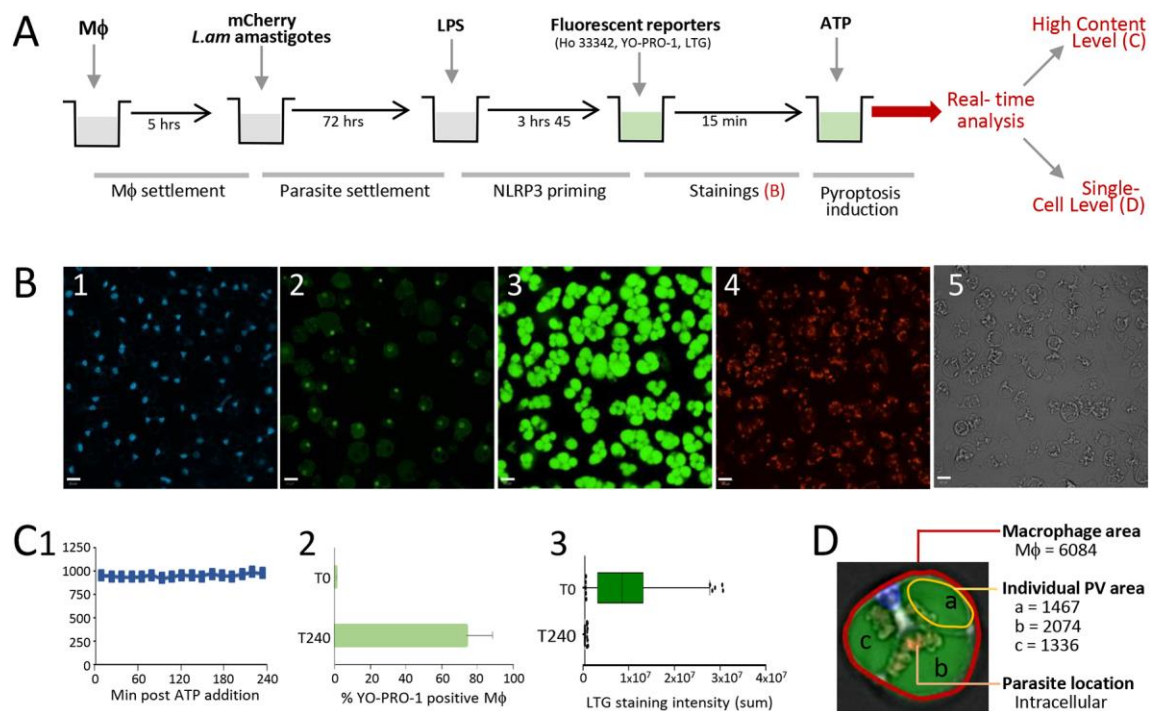 A
Mϕ
mCherry
L.am amastigotes
LPS
Fluorescent reporters
(Ho 33342, YO-PRO-1, LTG)
ATP
High Content
Level (C)
5 hrs
72 hrs
3 hrs 45
15 min
Real- time
analysis
Mϕ settlement
Parasite settlement
NLRP3 priming
Stainings (B)
Pyroptosis
induction
Single-
Cell Level (D)
B
1
2
3
4
5
C1
1250
1000
750
500
250
0
0
60
120
180
240
Min post ATP addition
2
T0
T240
0 20 40 60 80 100
% YO-PRO-1 positive Mϕ
3
T0
T240
0 1x10⁷ 2x10⁷ 3x10⁷ 4x10⁷
LTG staining intensity (sum)
D
a
b
c
Macrophage area
Mϕ = 6084
Individual PV area
a = 1467
b = 2074
c = 1336
Parasite location
Intracellular